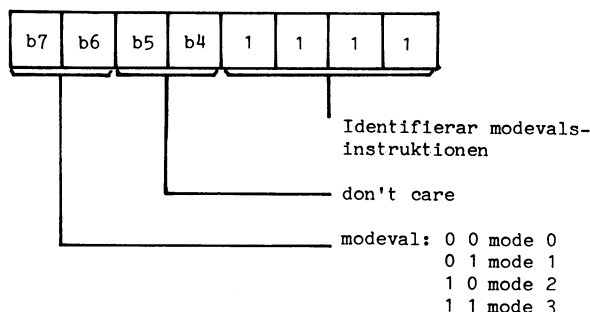 b7 b6 b5 b4 1 1 1 1
Identifierar modevals-
instruktionen
don't care
modeval: 0 0 mode 0
0 1 mode 1
1 0 mode 2
1 1 mode 3